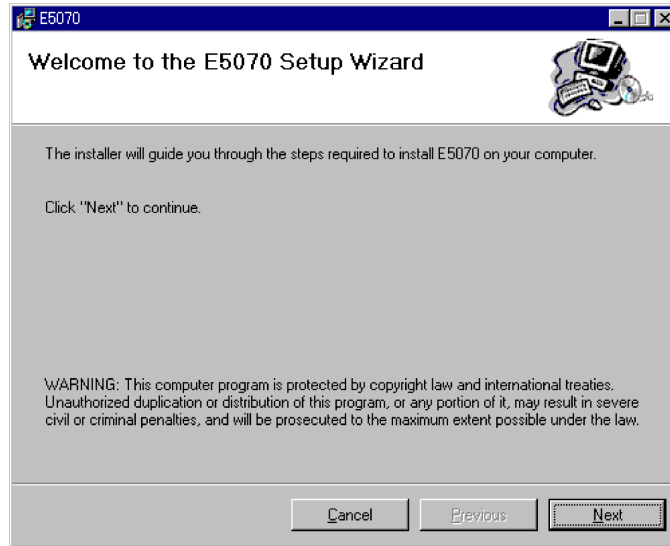 E5070
Welcome to the E5070 Setup Wizard
The installer will guide you through the steps required to install E5070 on your computer.
Click "Next" to continue.
WARNING: This computer program is protected by copyright law and international treaties.
Unauthorized duplication or distribution of this program, or any portion of it, may result in severe
civil or criminal penalties, and will be prosecuted to the maximum extent possible under the law.
Cancel Previous Next